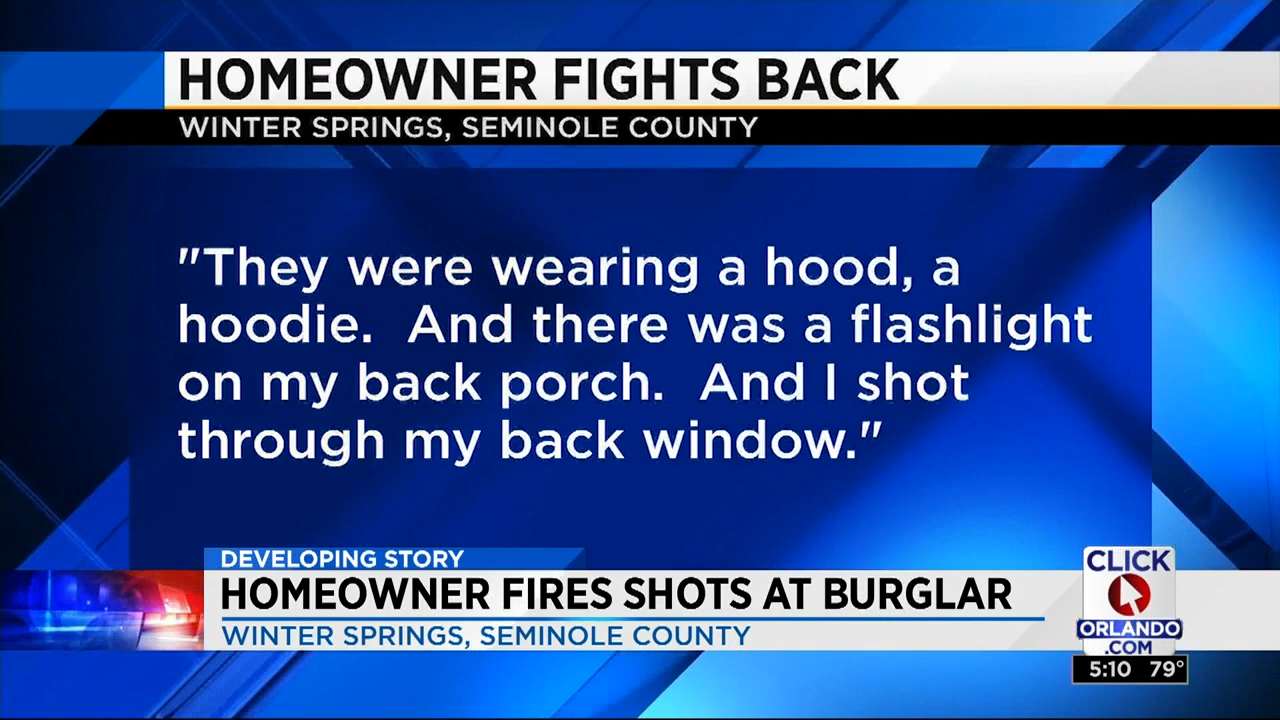 HOMEOWNER FIGHTS BACK
WINTER SPRINGS, SEMINOLE COUNTY
"They were wearing a hood, a
hoodie.  And there was a flashlight
on my back porch.  And I shot
through my back window."
DEVELOPING STORY
HOMEOWNER FIRES SHOTS AT BURGLAR
WINTER SPRINGS, SEMINOLE COUNTY
CLICK
ORLANDO
.COM
5:10 79°